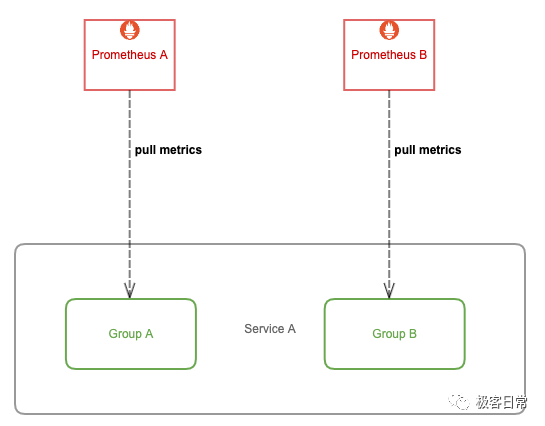 Prometheus A
Prometheus B
pull metrics
pull metrics
Group A
Service A
Group B
极客日常